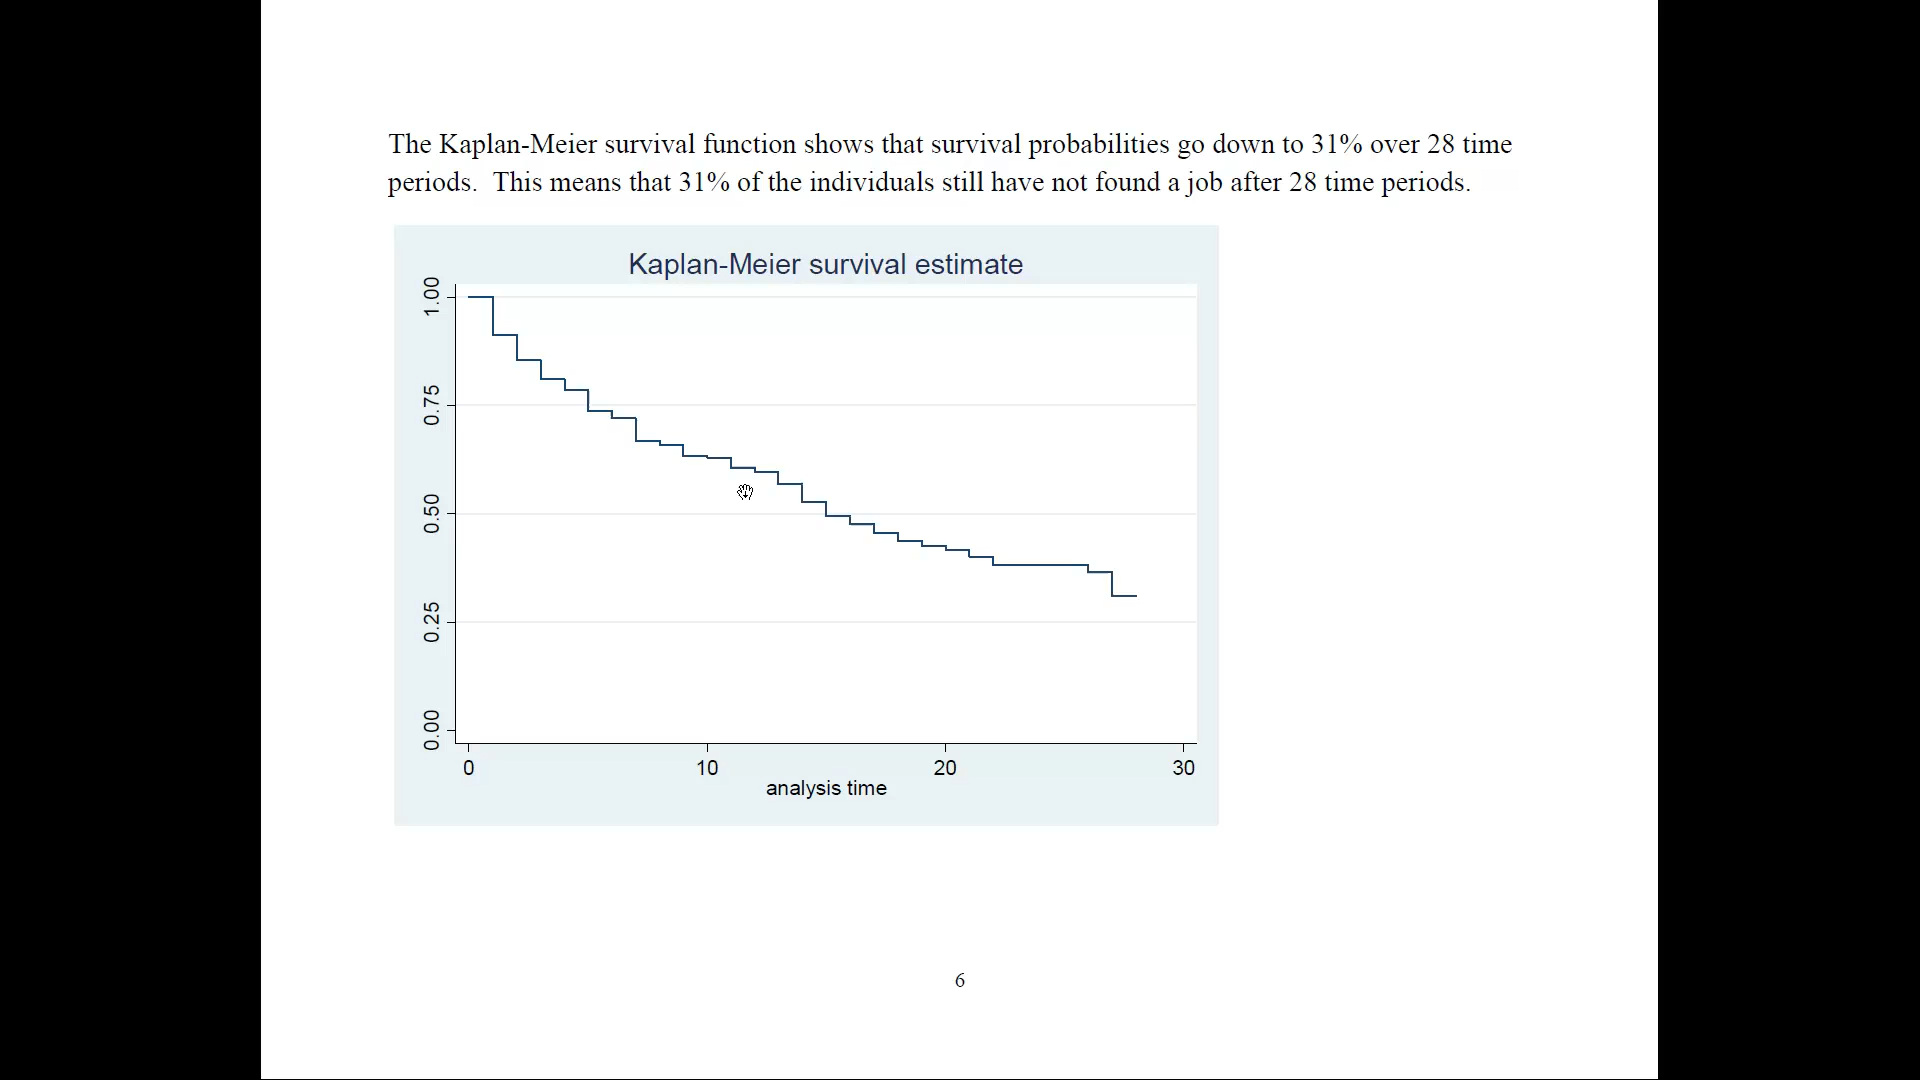 The Kaplan-Meier survival function shows that survival probabilities go down to 31% over 28 time
periods.  This means that 31% of the individuals still have not found a job after 28 time periods.
Kaplan-Meier survival estimate
1.00
0.75
0.50
0.25
0.00
0 10 20 30
analysis time
6